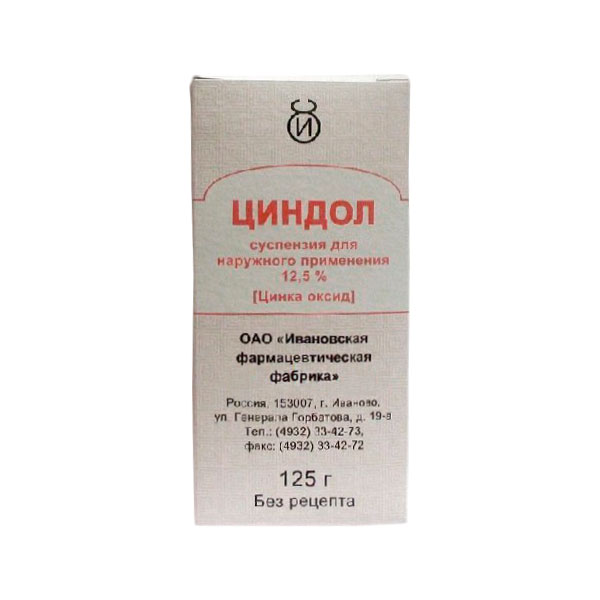 И
ЦИНДОЛ
суспензия для
наружного применения
12,5 %
[Цинка оксид]
ОАО «Ивановская
фармацевтическая
фабрика»
Россия, 153007, г. Иваново,
ул. Генерала Горбатова, д. 19-а
Тел.: (4932) 33-42-73,
факс: (4932) 33-42-72
125 г
Без рецепта